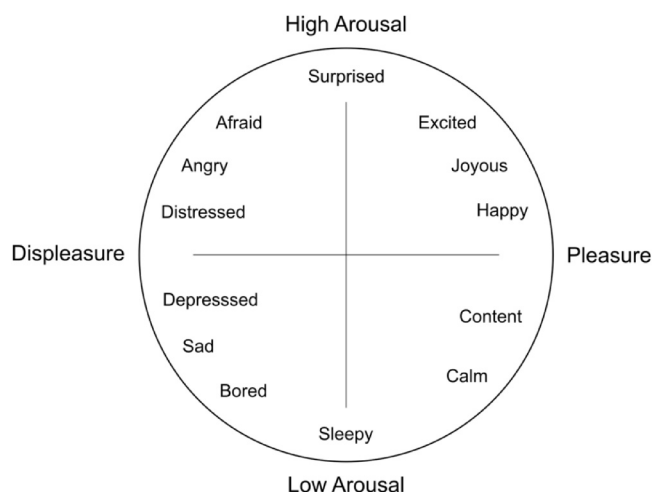 High Arousal
Surprised
Afraid
Excited
Angry
Joyous
Distressed
Happy
Displeasure
Pleasure
Depresssed
Content
Sad
Calm
Bored
Sleepy
Low Arousal